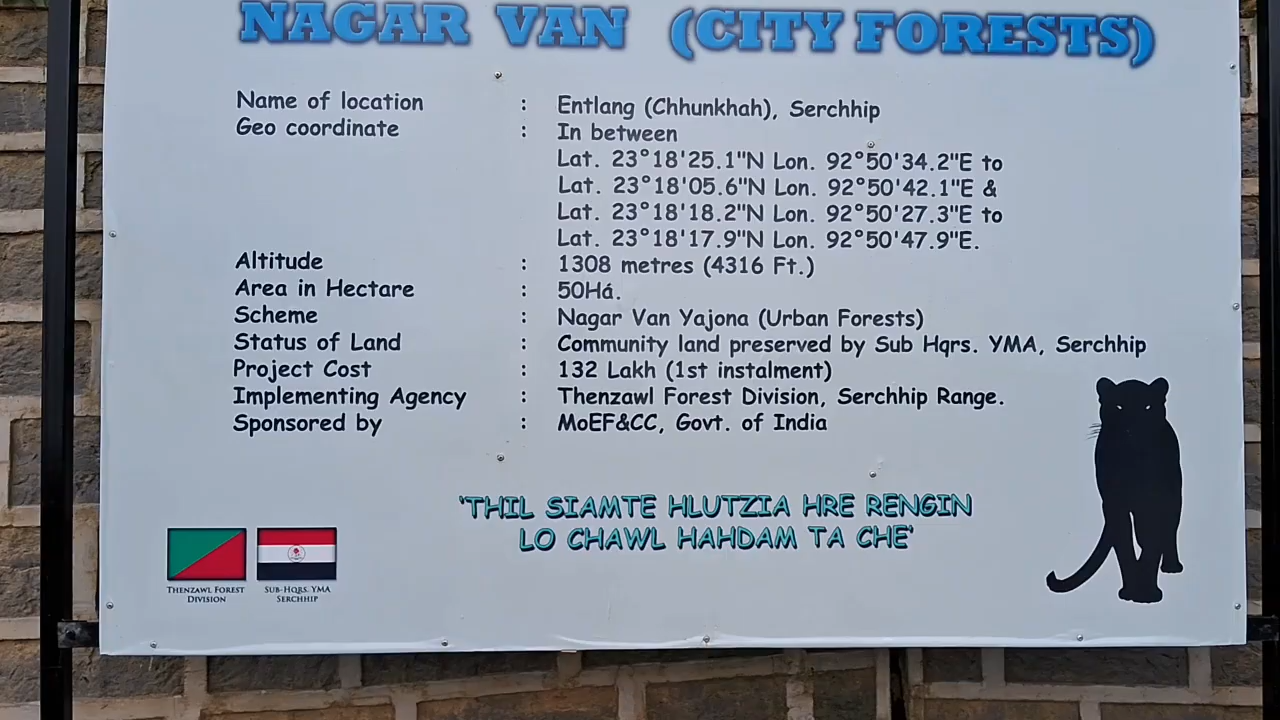 NAGAR VAN (CITY FORESTS)
Name of location : Entlang (Chhunkhah), Serchhip
Geo coordinate : In between
Lat. 23°18'25.1"N Lon. 92°50'34.2"E to
Lat. 23°18'05.6"N Lon. 92°50'42.1"E &
Lat. 23°18'18.2"N Lon. 92°50'27.3"E to
Lat. 23°18'17.9"N Lon. 92°50'47.9"E.
Altitude : 1308 metres (4316 Ft.)
Area in Hectare : 50Há.
Scheme : Nagar Van Yajona (Urban Forests)
Status of Land : Community land preserved by Sub Hqrs. YMA, Serchhip
Project Cost : 132 Lakh (1st instalment)
Implementing Agency : Thenzawl Forest Division, Serchhip Range.
Sponsored by : MoEF&CC, Govt. of India
'THIL SIAMTE HLUTZIA HRE RENGIN
LO CHAWL HAHDAM TA CHE'
THENZAWL FOREST
DIVISION
SUB-HQRS. YMA
SERCHHIP